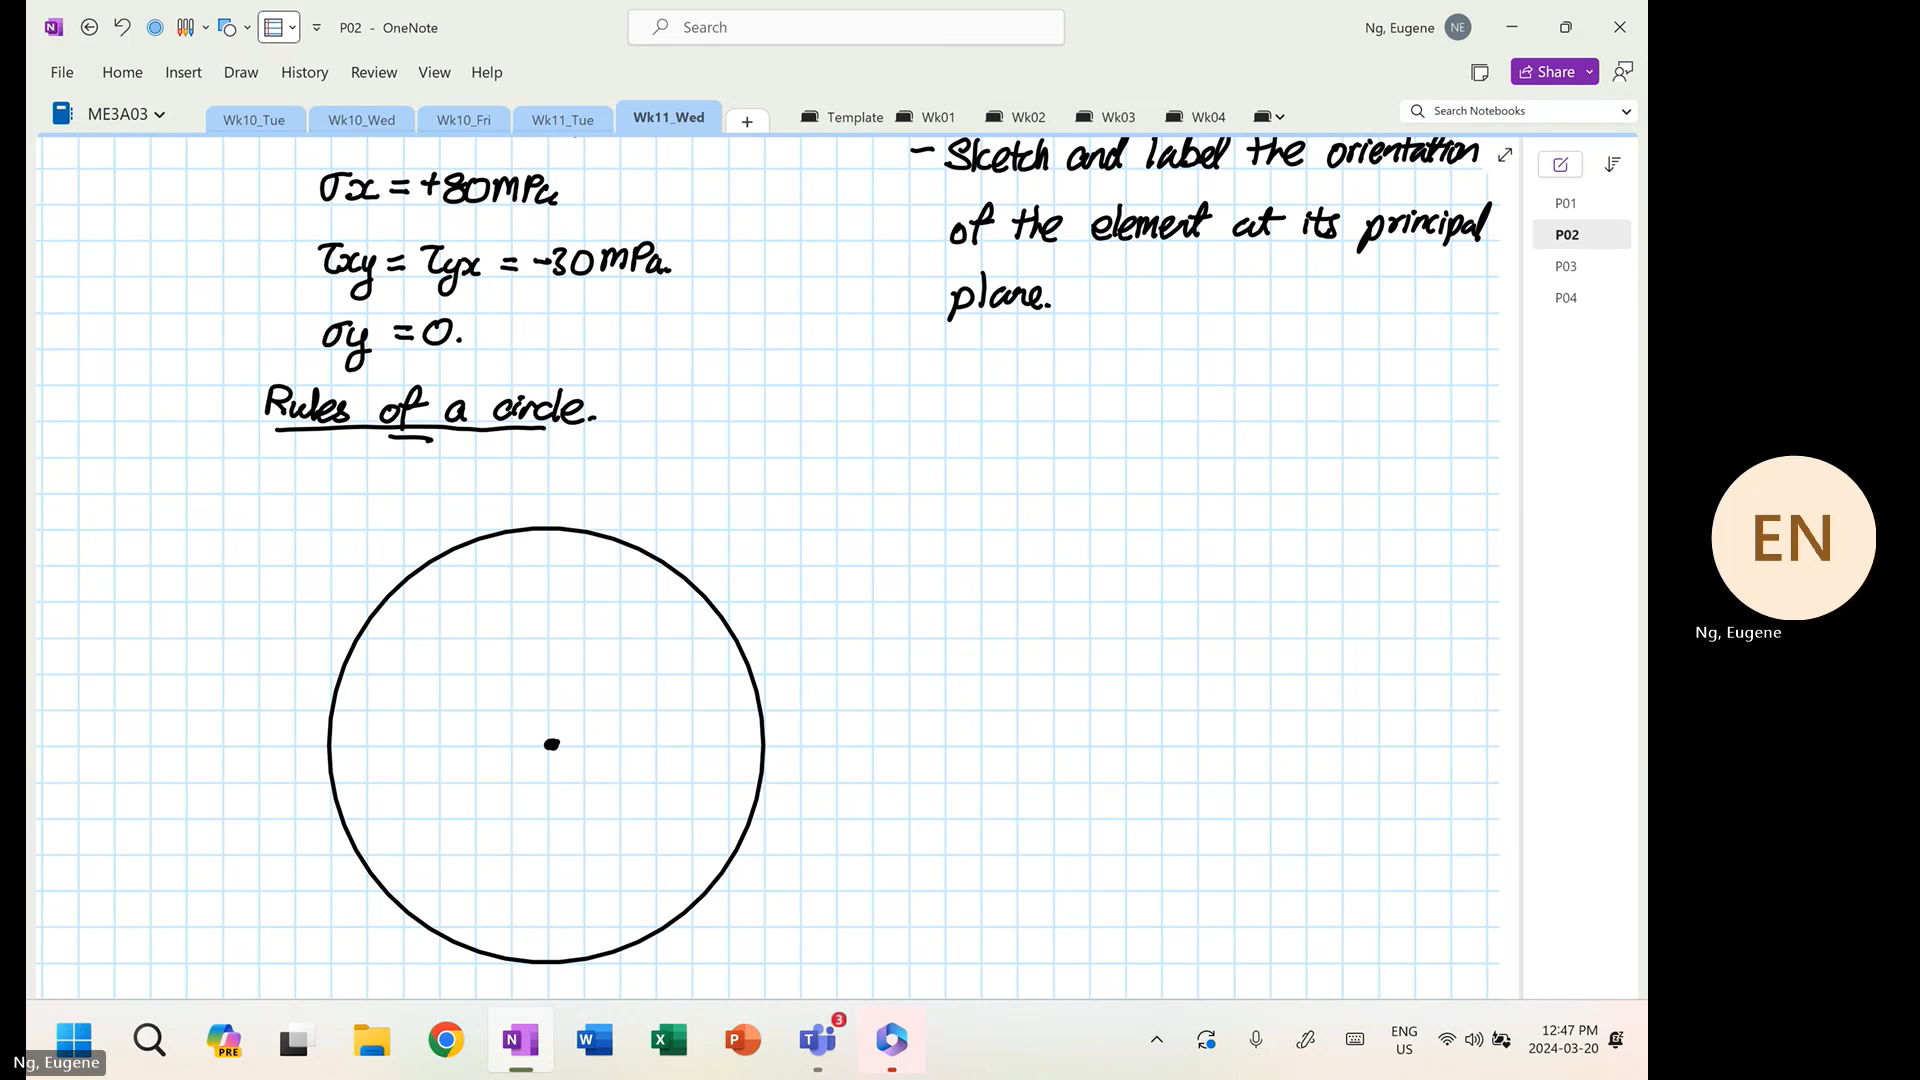 P02 - OneNote
Search
Ng, Eugene
NE
File
Home
Insert
Draw
History
Review
View
Help
Share
ME3A03
Wk10_Tue
Wk10_Wed
Wk10_Fri
Wk11_Tue
Wk11_Wed
+
Template
Wk01
Wk02
Wk03
Wk04
Search Notebooks
σx = +80MPa
τxy = τyx = -30MPa.
σy = 0.
Rules of a circle.
- Sketch and label the orientation
of the element at its principal
plane.
P01
P02
P03
P04
EN
Ng, Eugene
PRE
N
W
X
P
T
3
ENG
US
12:47 PM
2024-03-20
Ng, Eugene